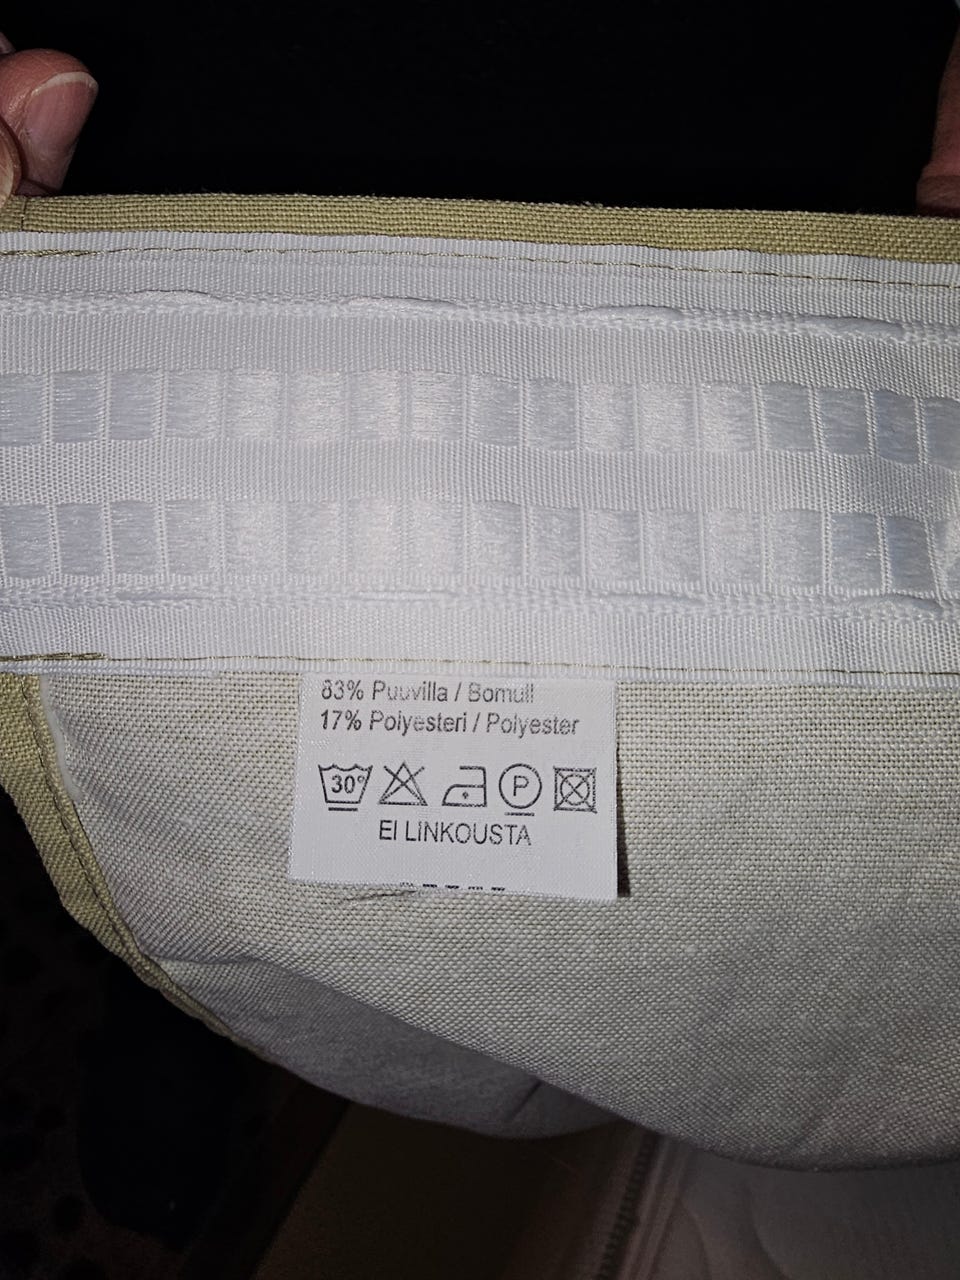 83% Puuvilla / Bomull
17% Polyesteri / Polyester
30° P
EI LINKOUSTA